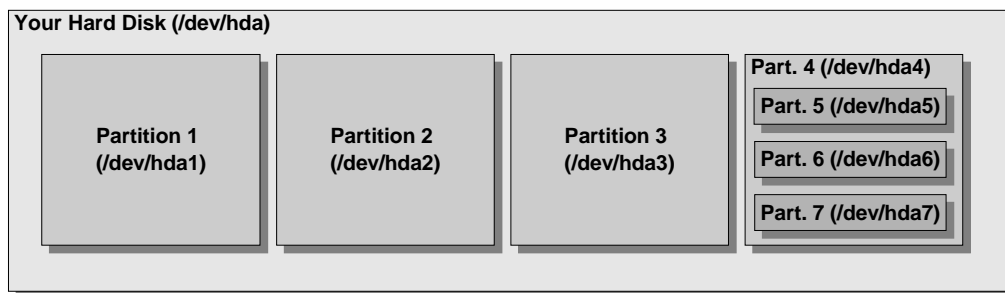 Your Hard Disk (/dev/hda)
Partition 1
(/dev/hda1)
Partition 2
(/dev/hda2)
Partition 3
(/dev/hda3)
Part. 4 (/dev/hda4)
Part. 5 (/dev/hda5)
Part. 6 (/dev/hda6)
Part. 7 (/dev/hda7)